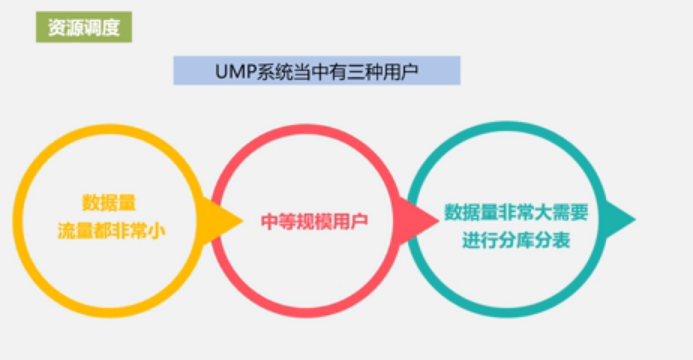 资源调度
UMP系统当中有三种用户
数据量
流量都非常小
中等规模用户
数据量非常大需要
进行分库分表